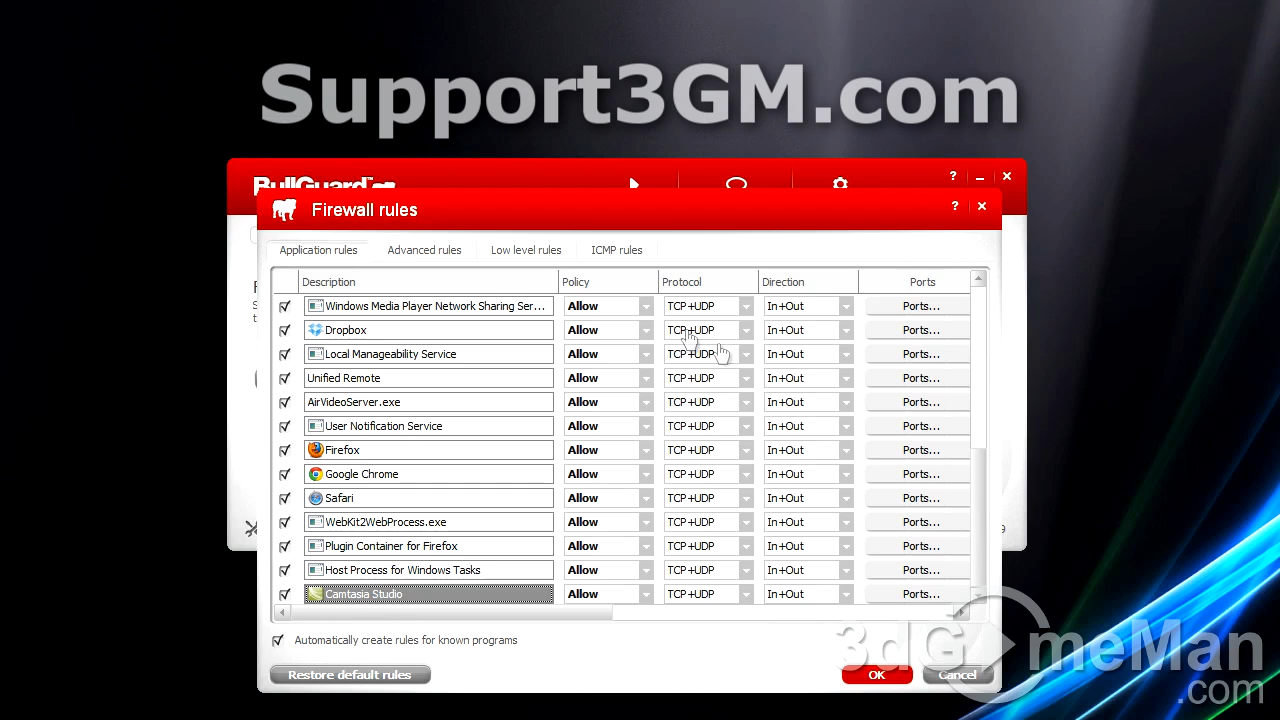 Support3GM.com
BullGuard™
? _ ×
Firewall rules
? ×
Application rules Advanced rules Low level rules ICMP rules
Description Policy Protocol Direction Ports
Windows Media Player Network Sharing Ser... Allow TCP+UDP In+Out Ports...
Dropbox Allow TCP+UDP In+Out Ports...
Local Manageability Service Allow TCP+UDP In+Out Ports...
Unified Remote Allow TCP+UDP In+Out Ports...
AirVideoServer.exe Allow TCP+UDP In+Out Ports...
User Notification Service Allow TCP+UDP In+Out Ports...
Firefox Allow TCP+UDP In+Out Ports...
Google Chrome Allow TCP+UDP In+Out Ports...
Safari Allow TCP+UDP In+Out Ports...
WebKit2WebProcess.exe Allow TCP+UDP In+Out Ports...
Plugin Container for Firefox Allow TCP+UDP In+Out Ports...
Host Process for Windows Tasks Allow TCP+UDP In+Out Ports...
Camtasia Studio Allow TCP+UDP In+Out Ports...
Automatically create rules for known programs
Restore default rules OK Cancel
3dGameMan
.com